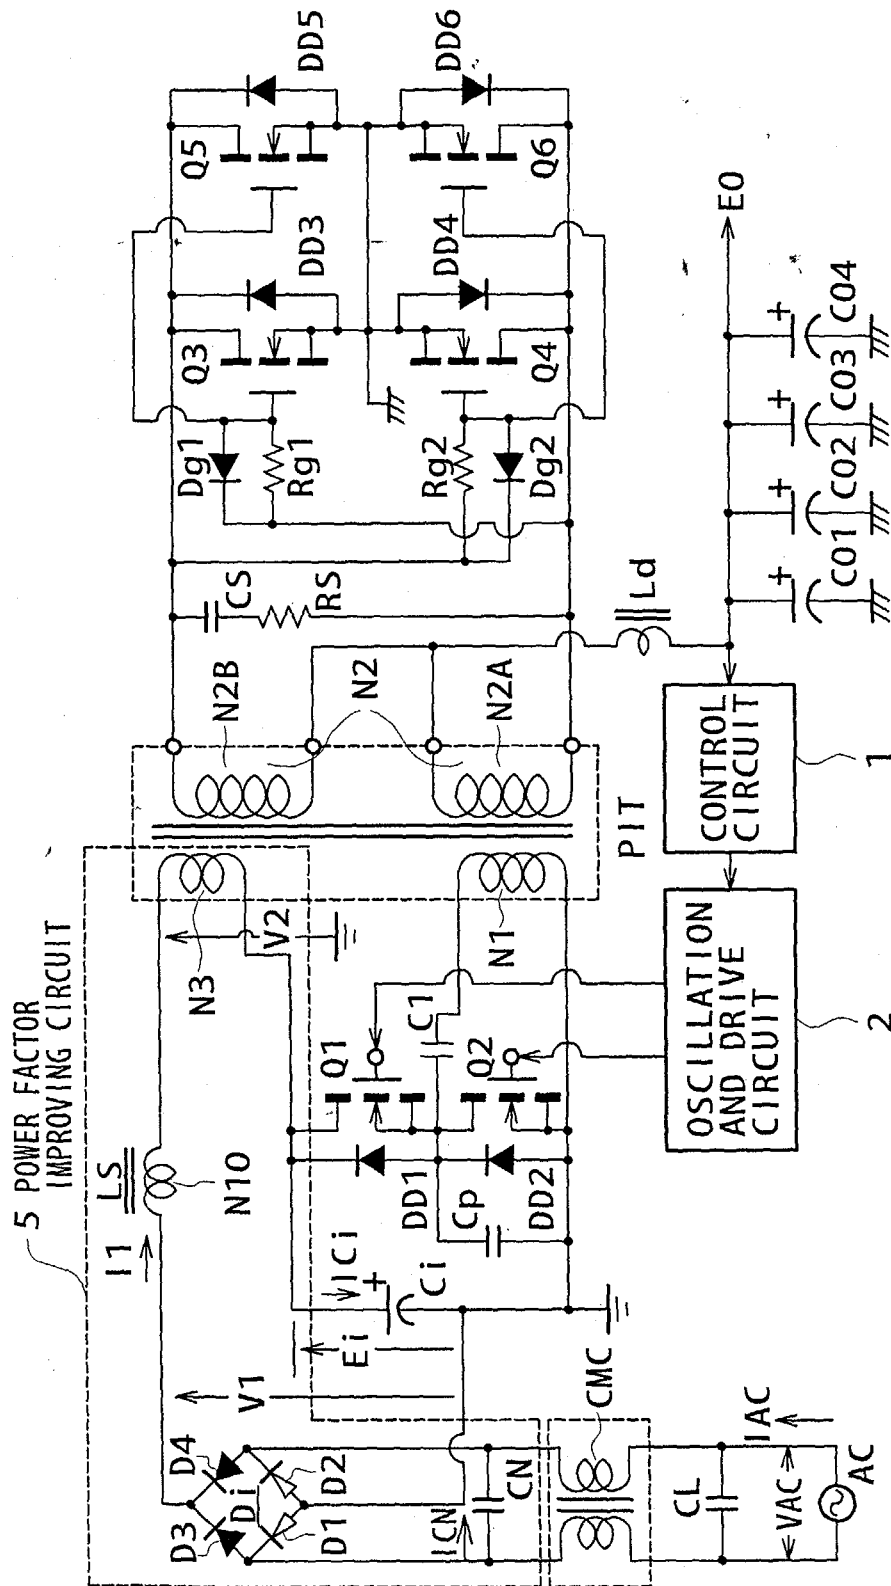 5 POWER FACTOR
IMPROVING CIRCUIT
I1
LS
N10
V1
Ei
ICi
+
Ci
D4
D3
Di
D2
D1
ICN
CN
CMC
CL
VAC
IAC
AC
V2
N3
Q1
C1
Q2
DD1
Cp
DD2
N1
PIT
OSCILLATION
AND DRIVE
CIRCUIT
2
CONTROL
CIRCUIT
1
N2B
N2
N2A
CS
RS
Ld
Dg1
Rg1
Rg2
Dg2
Q3
DD3
Q4
DD4
Q5
DD5
Q6
DD6
E0
+
C01
+
C02
+
C03
+
C04